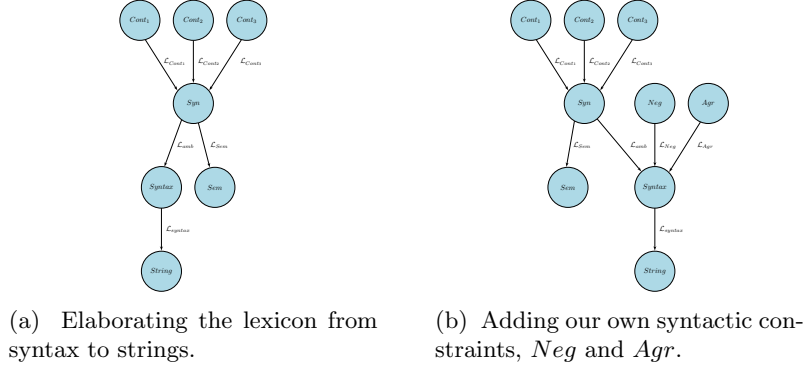 Cont₁ Cont₂ Cont₃
ℒCont₁ ℒCont₂ ℒCont₃
Syn
ℒamb ℒSem
Syntax Sem
ℒsyntax
String
(a) Elaborating the lexicon from
syntax to strings.
Cont₁ Cont₂ Cont₃
ℒCont₁ ℒCont₂ ℒCont₃
Syn Neg Agr
ℒSem ℒamb ℒNeg ℒAgr
Sem Syntax
ℒsyntax
String
(b) Adding our own syntactic con-
straints, Neg and Agr.